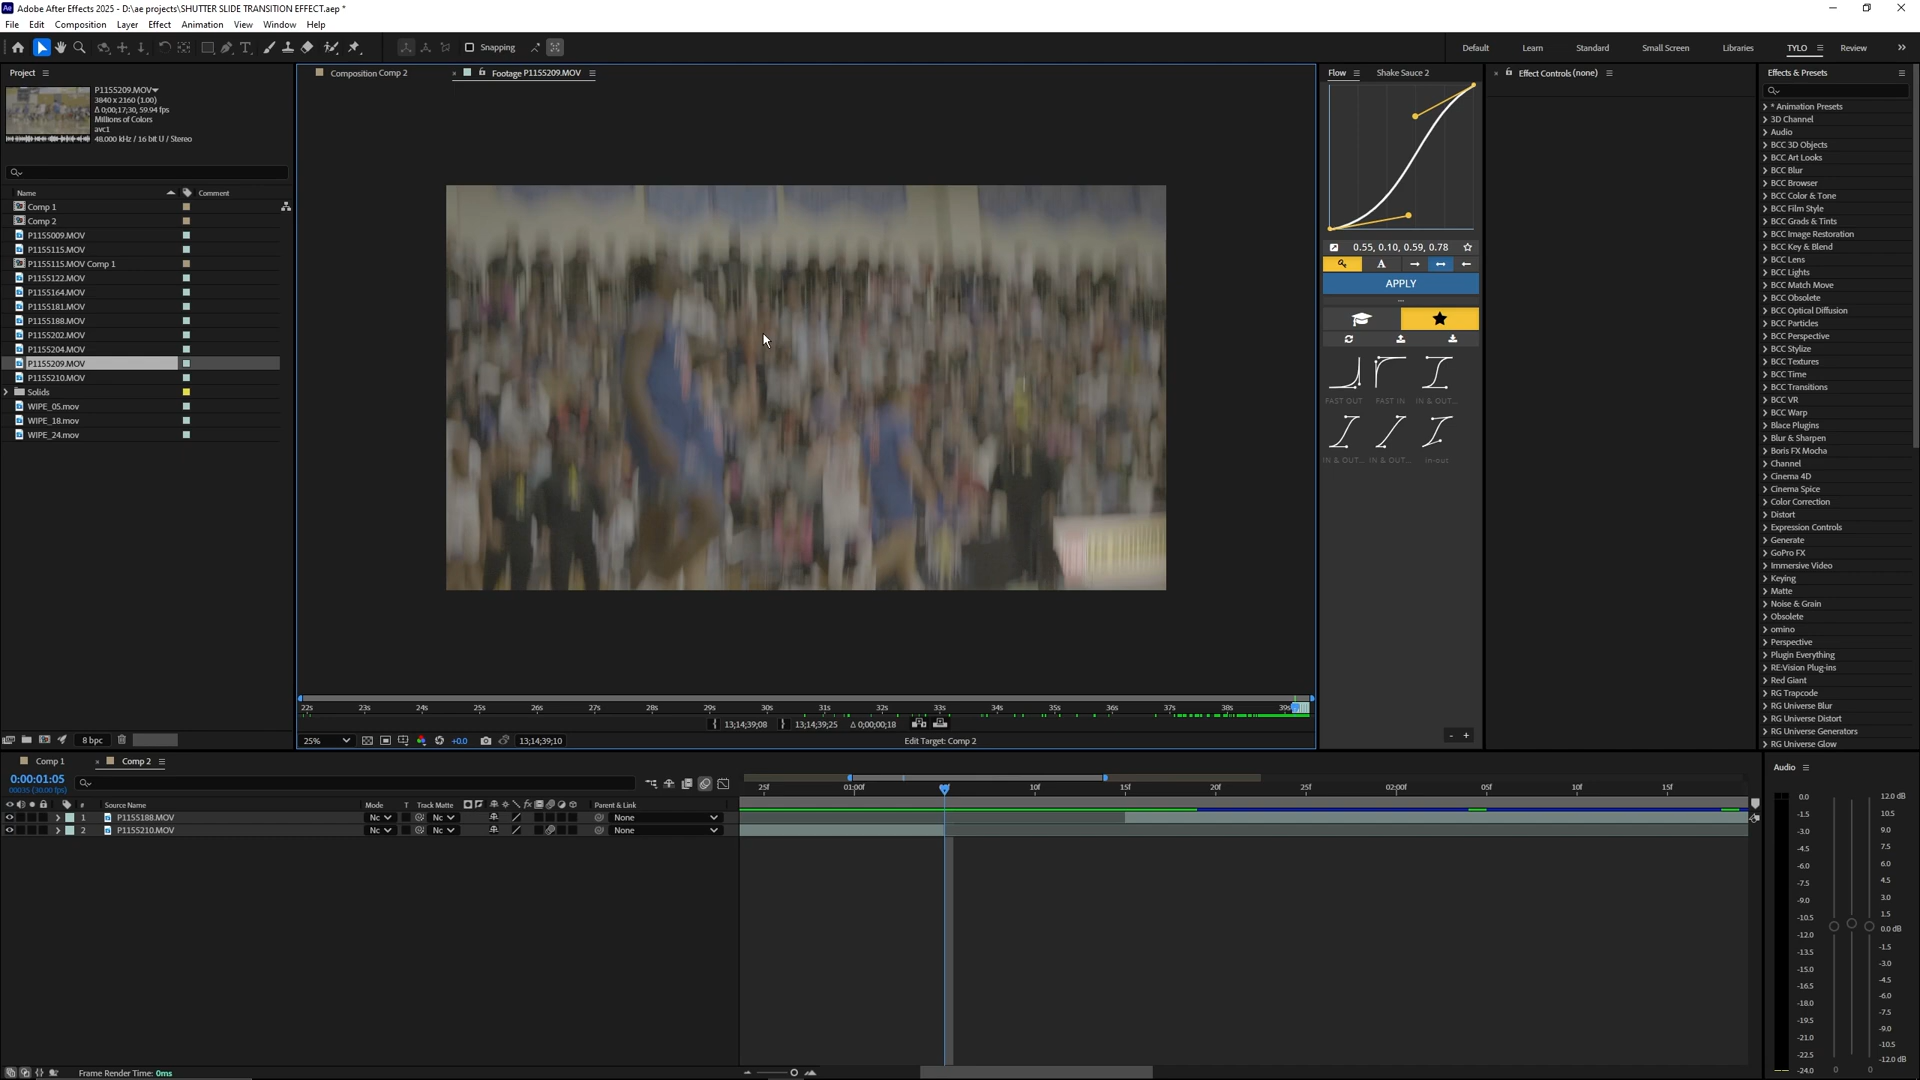 Adobe After Effects 2025 - D:\ae projects\SHUTTER SLIDE TRANSITION EFFECT.aep *
File Edit Composition Layer Effect Animation View Window Help
Snapping
Default Learn Standard Small Screen Libraries TYLO Review
Project
P1155209.MOV
3840 x 2160 (1.00)
Δ 0;00;17;30, 59.94 fps
Millions of Colors
avc1
48.000 kHz / 16 bit U / Stereo
Name Comment
Comp 1
Comp 2
P1155009.MOV
P1155115.MOV
P1155115.MOV Comp 1
P1155122.MOV
P1155164.MOV
P1155181.MOV
P1155188.MOV
P1155202.MOV
P1155204.MOV
P1155209.MOV
P1155210.MOV
Solids
WIPE_05.mov
WIPE_18.mov
WIPE_24.mov
8 bpc
Composition Comp 2
Footage P1155209.MOV
22s 23s 24s 25s 26s 27s 28s 29s 30s 31s 32s 33s 34s 35s 36s 37s 38s 39s
13;14;39;08 13;14;39;25 Δ 0;00;00;18
25% +0.0 13;14;39;10 Edit Target: Comp 2
Flow Shake Sauce 2
0.55, 0.10, 0.59, 0.78
A
APPLY
...
FAST OUT FAST IN IN & OUT...
IN & OUT... IN & OUT... in-out
- +
Effect Controls (none)
Effects & Presets
* Animation Presets
3D Channel
Audio
BCC 3D Objects
BCC Art Looks
BCC Blur
BCC Browser
BCC Color & Tone
BCC Film Style
BCC Grads & Tints
BCC Image Restoration
BCC Key & Blend
BCC Lens
BCC Lights
BCC Match Move
BCC Obsolete
BCC Optical Diffusion
BCC Particles
BCC Perspective
BCC Stylize
BCC Textures
BCC Time
BCC Transitions
BCC VR
BCC Warp
Blace Plugins
Blur & Sharpen
Boris FX Mocha
Channel
Cinema 4D
Cinema Spice
Color Correction
Distort
Expression Controls
Generate
GoPro FX
Immersive Video
Keying
Matte
Noise & Grain
Obsolete
omino
Perspective
Plugin Everything
RE:Vision Plug-ins
Red Giant
RG Trapcode
RG Universe Blur
RG Universe Distort
RG Universe Generators
RG Universe Glow
Comp 1 Comp 2
0:00:01:05
00035 (30.00 fps)
# Source Name Mode T Track Matte Parent & Link
1 P1155188.MOV Nc Nc None
2 P1155210.MOV Nc Nc None
25f 01:00f 10f 15f 20f 25f 02:00f 05f 10f 15f
Frame Render Time: 0ms
Audio
0.0
-1.5
-3.0
-4.5
-6.0
-7.5
-9.0
-10.5
-12.0
-13.5
-15.0
-16.5
-18.0
-19.5
-21.0
-22.5
-24.0
12.0 dB
10.5
9.0
7.5
6.0
4.5
3.0
1.5
0.0 dB
-1.5
-3.0
-4.5
-6.0
-7.5
-9.0
-10.5
-12.0 dB
0 0